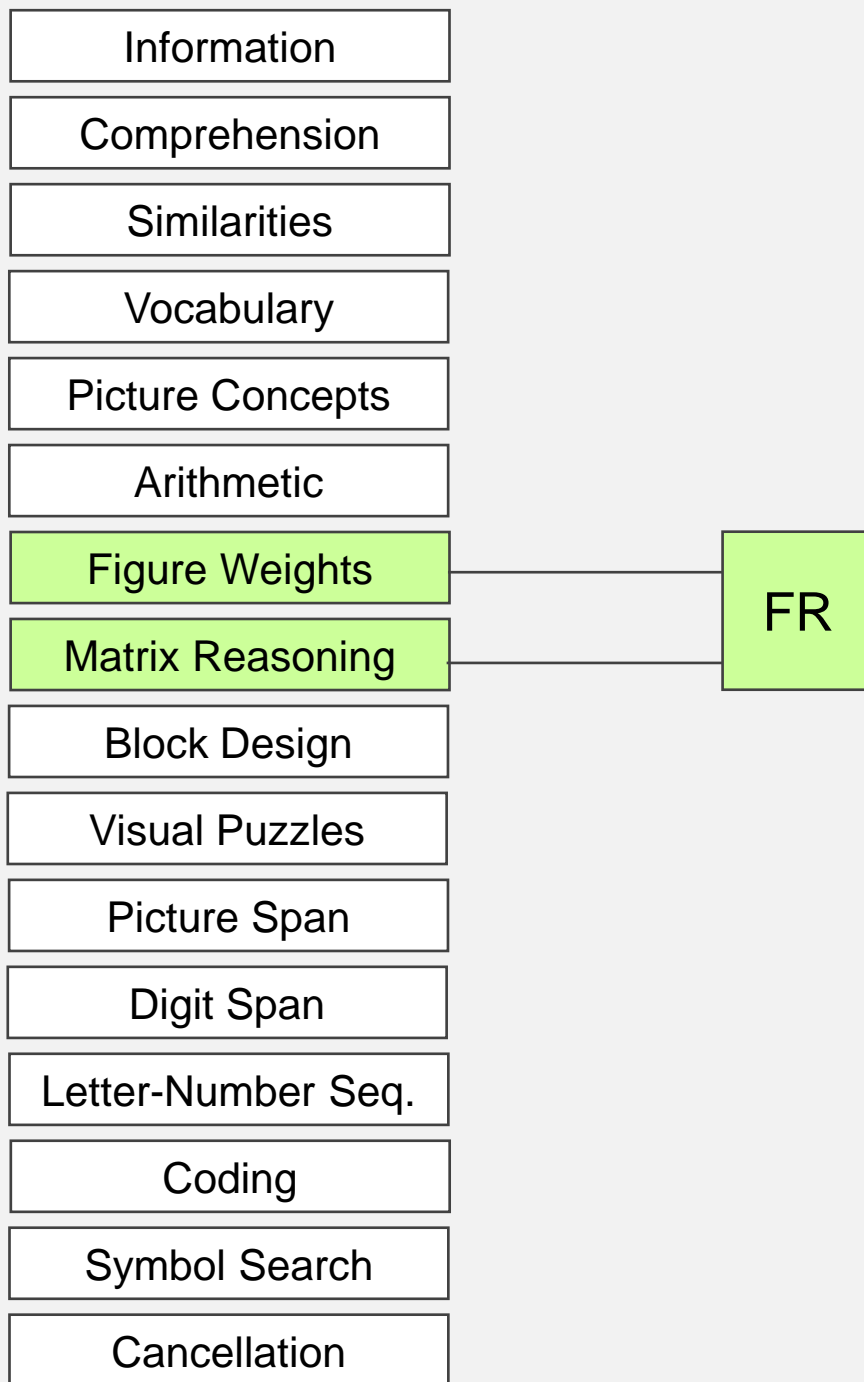 Information
Comprehension
Similarities
Vocabulary
Picture Concepts
Arithmetic
Figure Weights
Matrix Reasoning
FR
Block Design
Visual Puzzles
Picture Span
Digit Span
Letter-Number Seq.
Coding
Symbol Search
Cancellation